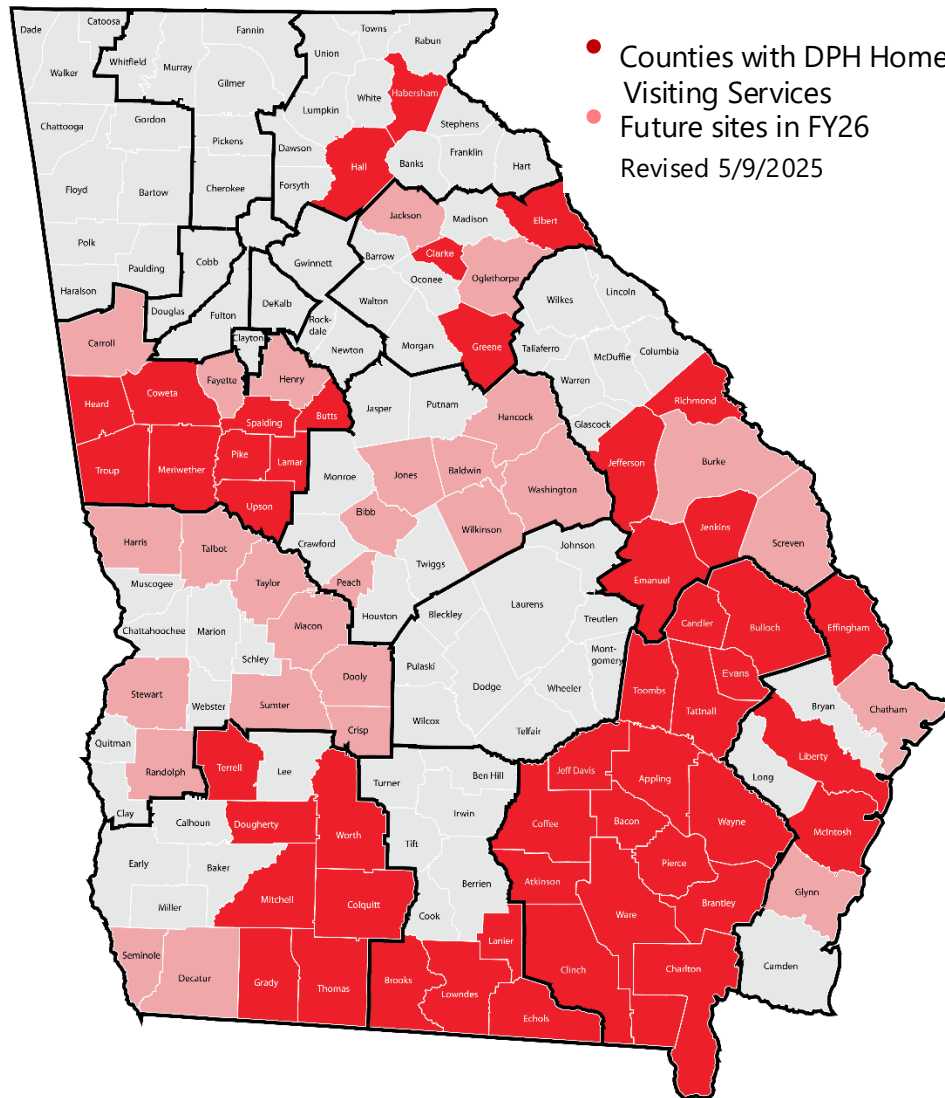 Counties with DPH Home
Visiting Services
Future sites in FY26
Revised 5/9/2025
Dade
Catoosa
Fannin
Towns
Rabun
Union
Whitfield
Murray
Walker
Gilmer
Habersham
White
Lumpkin
Stephens
Chattooga
Gordon
Pickens
Dawson
Banks
Franklin
Hart
Hall
Floyd
Bartow
Cherokee
Forsyth
Jackson
Madison
Elbert
Polk
Cobb
Gwinnett
Barrow
Clarke
Oglethorpe
Paulding
Oconee
Haralson
Douglas
Fulton
DeKalb
Walton
Wilkes
Lincoln
Rock-
dale
Clayton
Newton
Morgan
Greene
Taliaferro
McDuffie
Columbia
Carroll
Fayette
Henry
Warren
Heard
Coweta
Spalding
Butts
Jasper
Putnam
Hancock
Glascock
Richmond
Troup
Meriwether
Pike
Lamar
Monroe
Jones
Baldwin
Washington
Jefferson
Burke
Upson
Bibb
Wilkinson
Jenkins
Screven
Harris
Talbot
Crawford
Twiggs
Johnson
Emanuel
Muscogee
Taylor
Peach
Houston
Bleckley
Laurens
Treutlen
Candler
Bulloch
Effingham
Chattahoochee
Marion
Macon
Schley
Pulaski
Mont-
gomery
Evans
Dooly
Dodge
Wheeler
Toombs
Tattnall
Bryan
Chatham
Stewart
Webster
Sumter
Crisp
Wilcox
Telfair
Liberty
Quitman
Randolph
Terrell
Lee
Turner
Ben Hill
Jeff Davis
Appling
Long
Clay
Calhoun
Dougherty
Worth
Irwin
Coffee
Bacon
Wayne
McIntosh
Early
Baker
Tift
Pierce
Miller
Mitchell
Colquitt
Berrien
Atkinson
Ware
Brantley
Glynn
Cook
Seminole
Decatur
Grady
Thomas
Brooks
Lowndes
Lanier
Clinch
Charlton
Camden
Echols